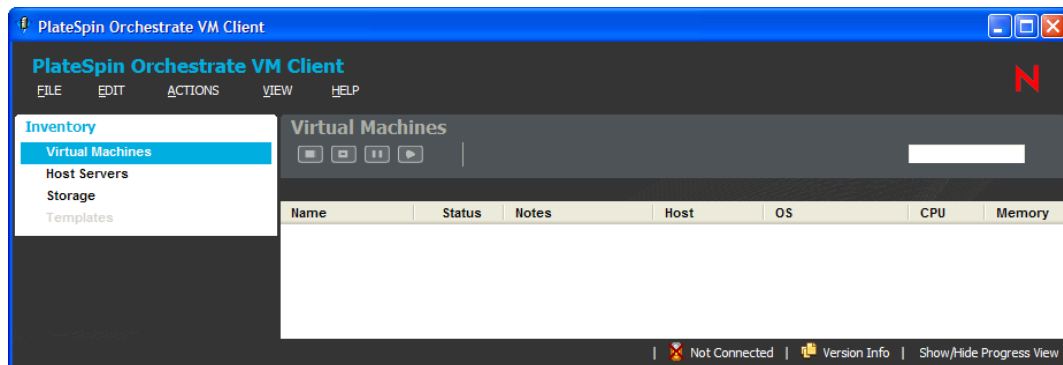 PlateSpin Orchestrate VM Client
PlateSpin Orchestrate VM Client
N
FILE EDIT ACTIONS VIEW HELP
Inventory
Virtual Machines
Host Servers
Storage
Templates
Virtual Machines
Name Status Notes Host OS CPU Memory
| Not Connected | Version Info | Show/Hide Progress View